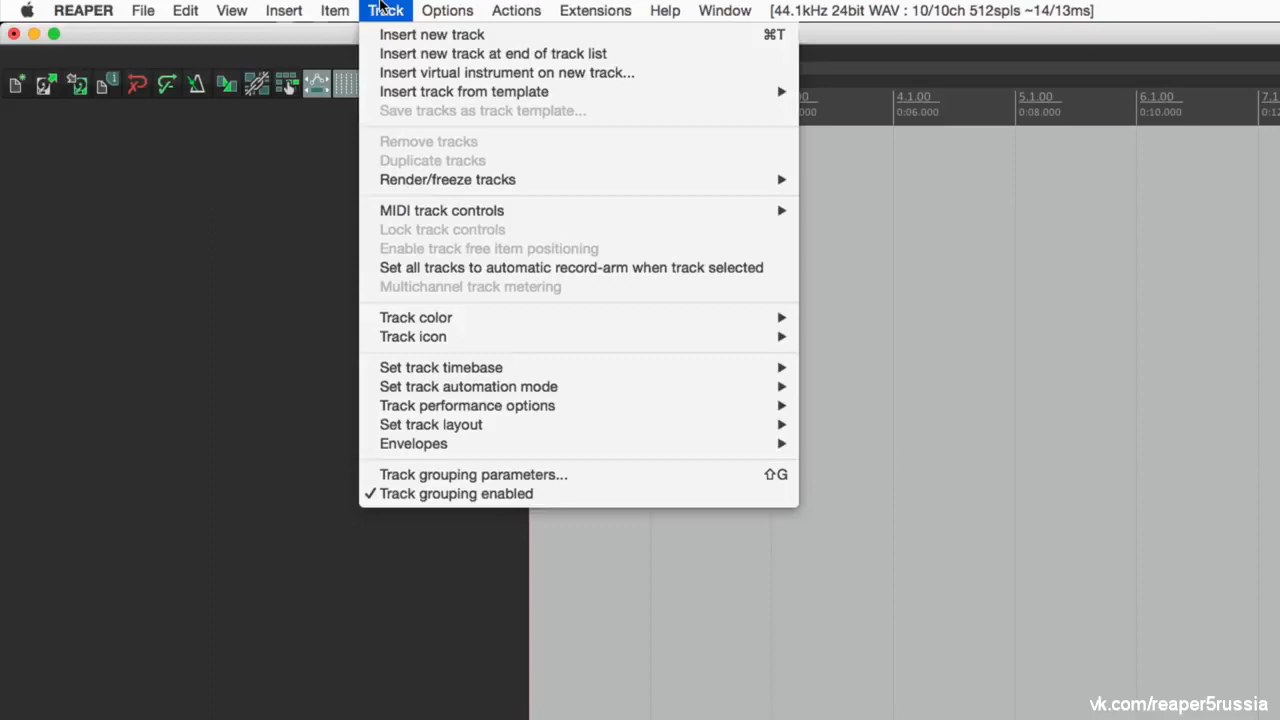 REAPER File Edit View Insert Item Track Options Actions Extensions Help Window [44.1kHz 24bit WAV : 10/10ch 512spls ~14/13ms]
Insert new track ⌘T
Insert new track at end of track list
Insert virtual instrument on new track...
Insert track from template
Save tracks as track template...
Remove tracks
Duplicate tracks
Render/freeze tracks
MIDI track controls
Lock track controls
Enable track free item positioning
Set all tracks to automatic record-arm when track selected
Multichannel track metering
Track color
Track icon
Set track timebase
Set track automation mode
Track performance options
Set track layout
Envelopes
Track grouping parameters... ⇧G
✓ Track grouping enabled
4.1.00 5.1.00 6.1.00
0:06.000 0:08.000 0:10.000
vk.com/reaper5russia